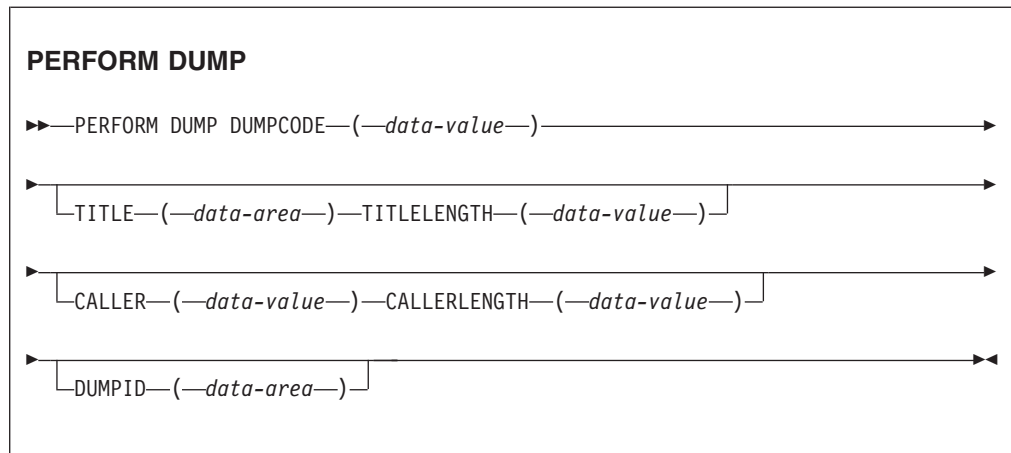 PERFORM DUMP
►►—PERFORM DUMP DUMPCODE—(—data-value—)—►
►—TITLE—(—data-area—)—TITLELENGTH—(—data-value—)—►
►—CALLER—(—data-value—)—CALLERLENGTH—(—data-value—)—►
►—DUMPID—(—data-area—)—►◄